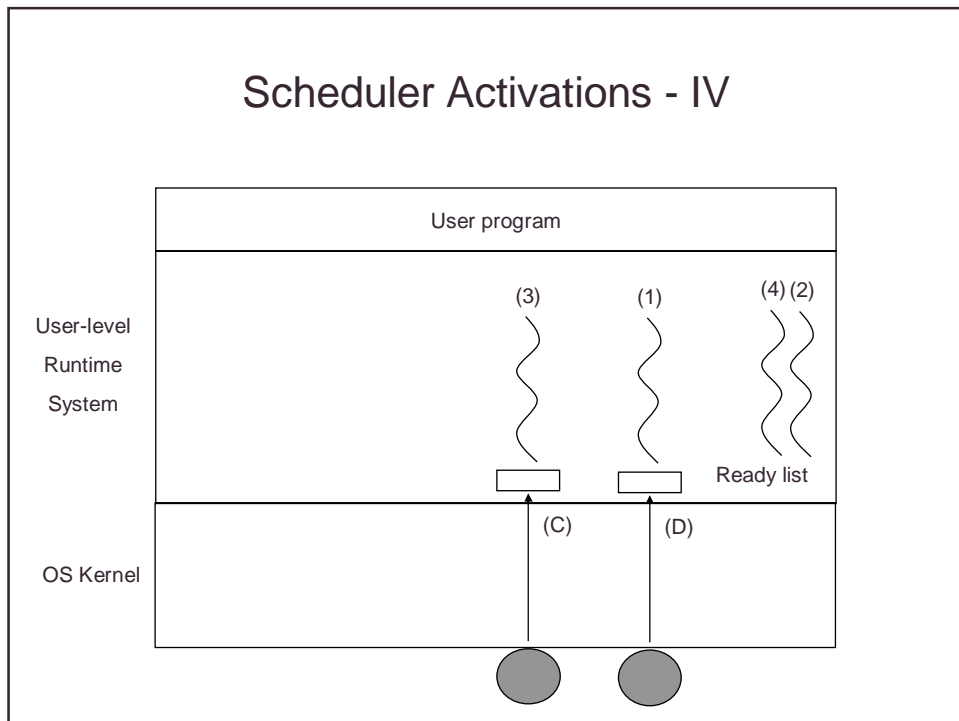 Scheduler Activations - IV
User program
(3)
(1)
(4) (2)
User-level
Runtime
System
Ready list
(C)
(D)
OS Kernel